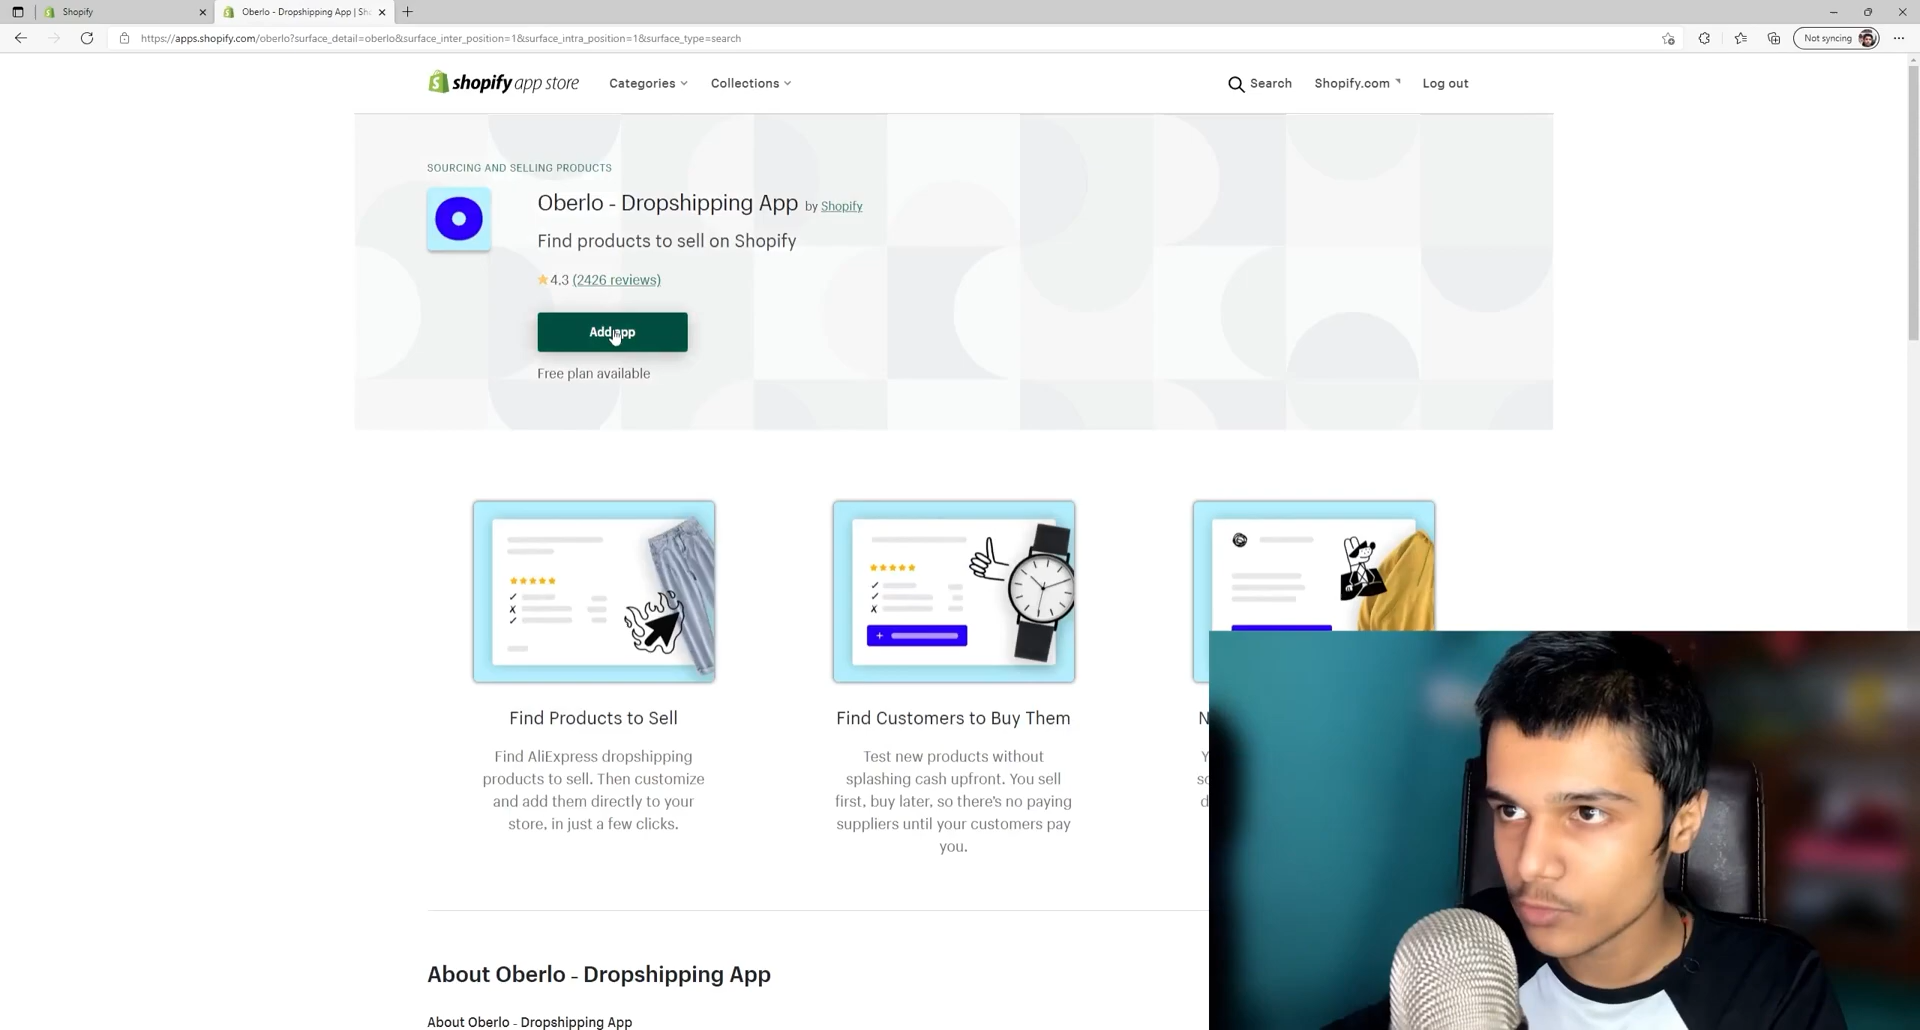 Shopify
Oberlo - Dropshipping App | Sh
https://apps.shopify.com/oberlo?surface_detail=oberlo&surface_inter_position=1&surface_intra_position=1&surface_type=search
Not syncing
shopify app store
Categories
Collections
Search
Shopify.com
Log out
SOURCING AND SELLING PRODUCTS
Oberlo - Dropshipping App by Shopify
Find products to sell on Shopify
4.3 (2426 reviews)
Add app
Free plan available
Find Products to Sell
Find AliExpress dropshipping
products to sell. Then customize
and add them directly to your
store, in just a few clicks.
Find Customers to Buy Them
Test new products without
splashing cash upfront. You sell
first, buy later, so there's no paying
suppliers until your customers pay
you.
About Oberlo - Dropshipping App
About Oberlo - Dropshipping App